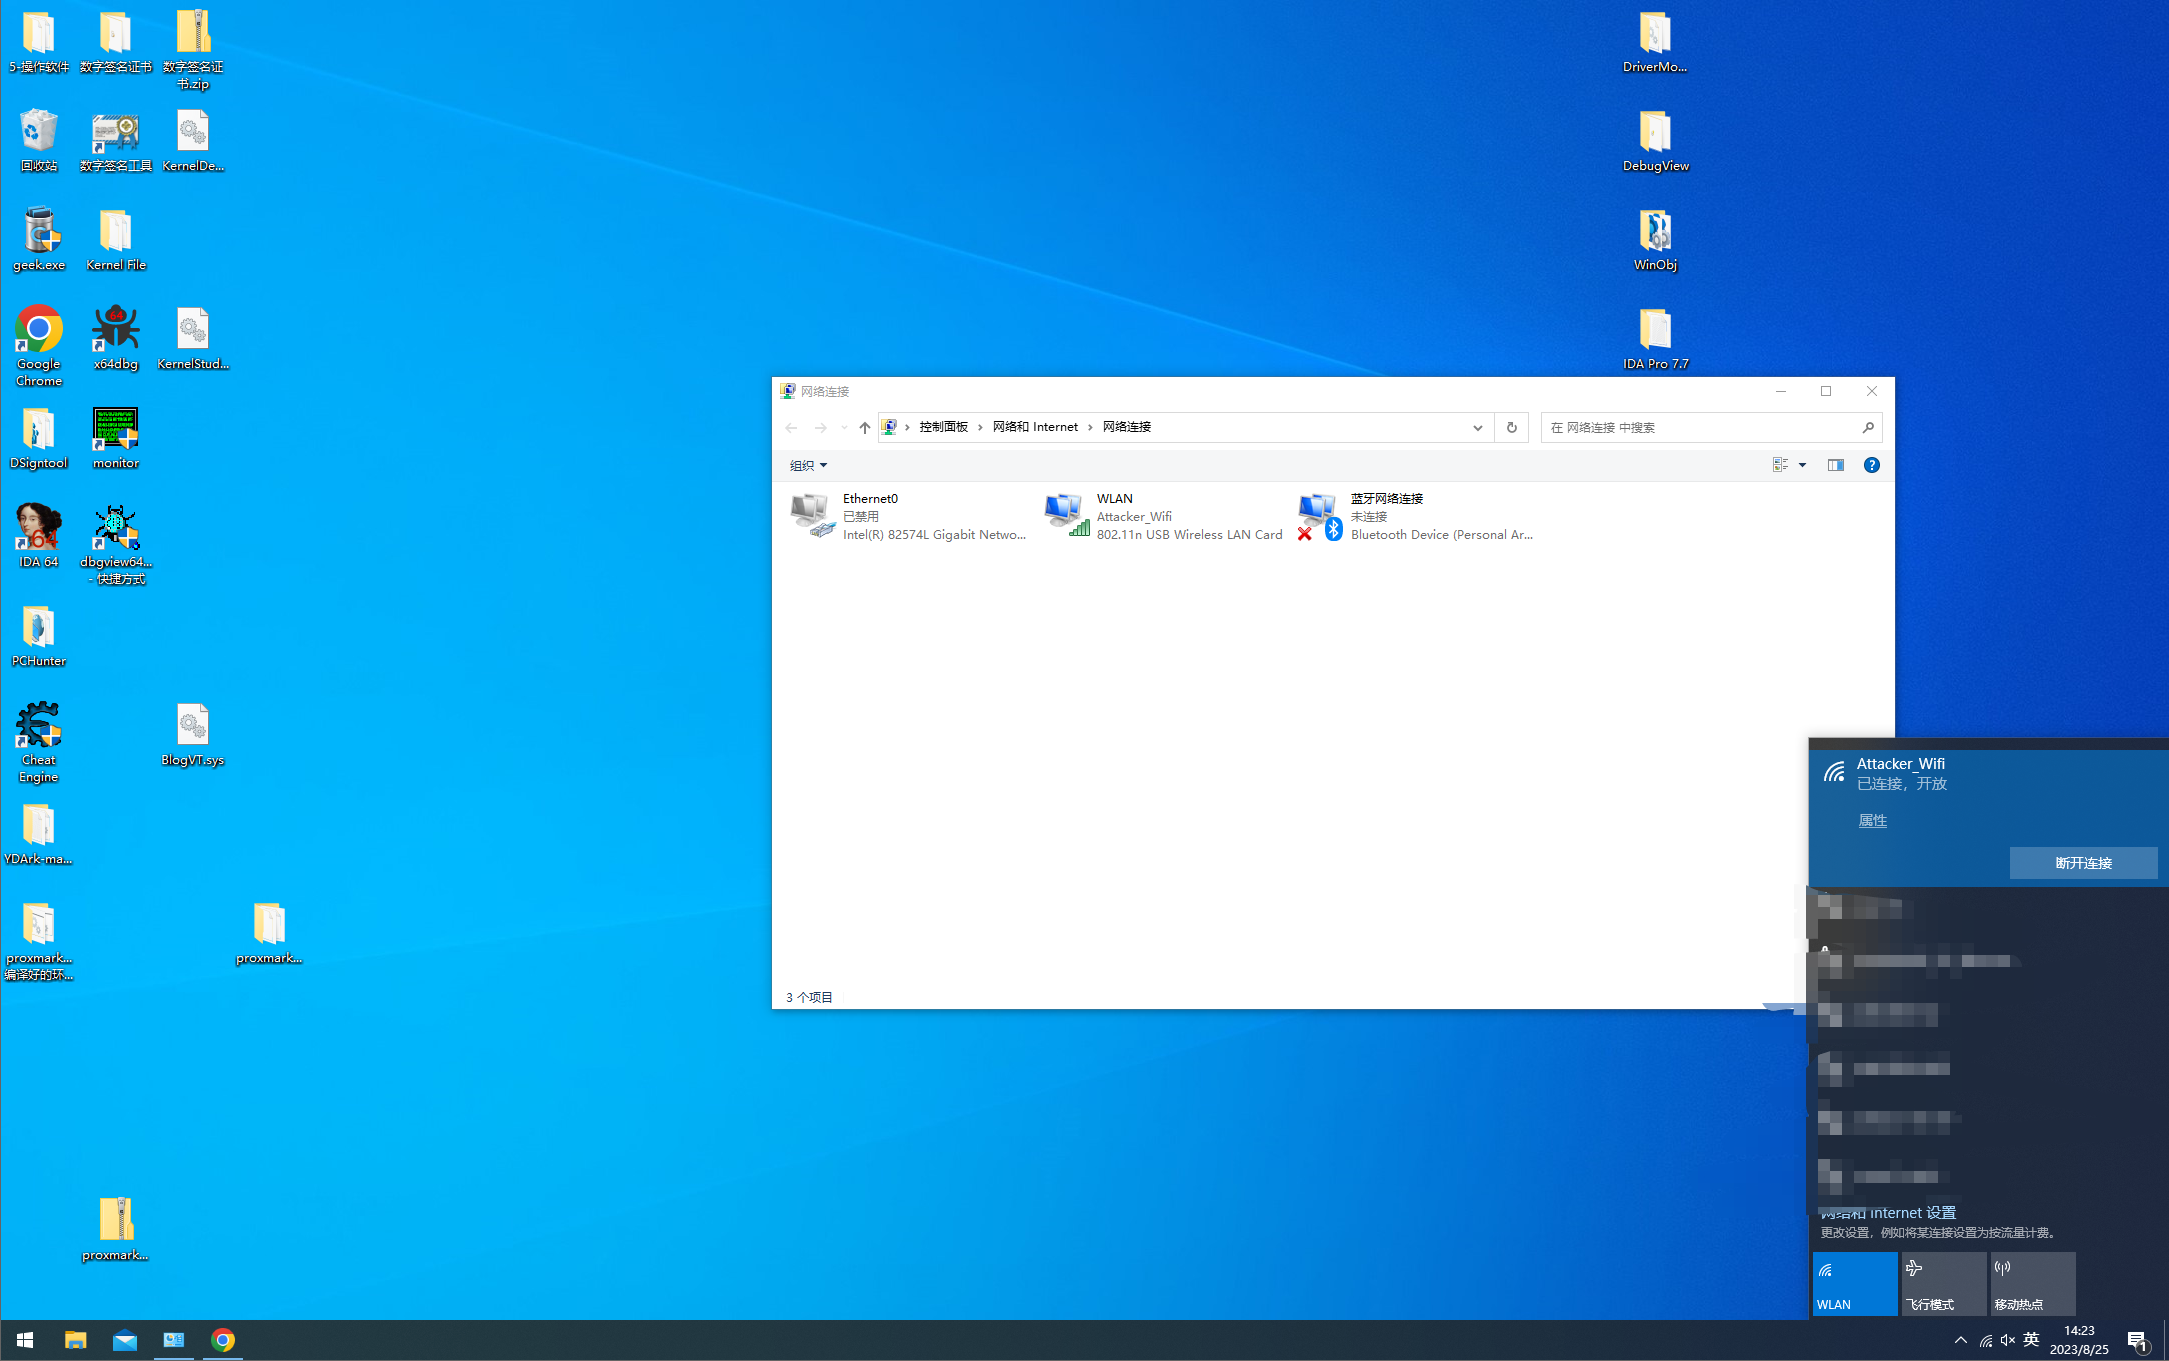 5-操作软件
数字签名证书
数字签名证
书.zip
回收站
数字签名工具
KernelDe...
geek.exe
Kernel File
Google
Chrome
64
x64dbg
KernelStud...
DSigntool
monitor
64
IDA 64
dbgview64...
- 快捷方式
PCHunter
Cheat
Engine
BlogVT.sys
YDArk-ma...
proxmark...
编译好的环...
proxmark...
proxmark...
DriverMo...
DebugView
WinObj
IDA Pro 7.7
网络连接
控制面板 › 网络和 Internet › 网络连接
在 网络连接 中搜索
组织
Ethernet0
已禁用
Intel(R) 82574L Gigabit Netwo...
WLAN
Attacker_Wifi
802.11n USB Wireless LAN Card
蓝牙网络连接
未连接
Bluetooth Device (Personal Ar...
3 个项目
Attacker_Wifi
已连接，开放
属性
断开连接
网络和 Internet 设置
更改设置，例如将某连接设置为按流量计费。
WLAN
飞行模式
移动热点
英
14:23
2023/8/25
1